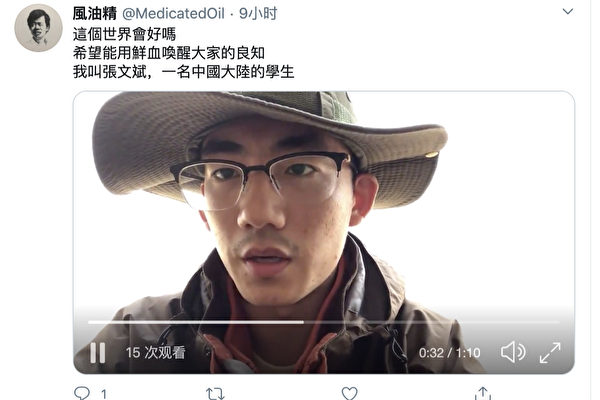 風油精 @MedicatedOil · 9小时
這個世界會好嗎
希望能用鮮血喚醒大家的良知
我叫張文斌，一名中國大陸的學生
15 次观看
0:32 / 1:10
1